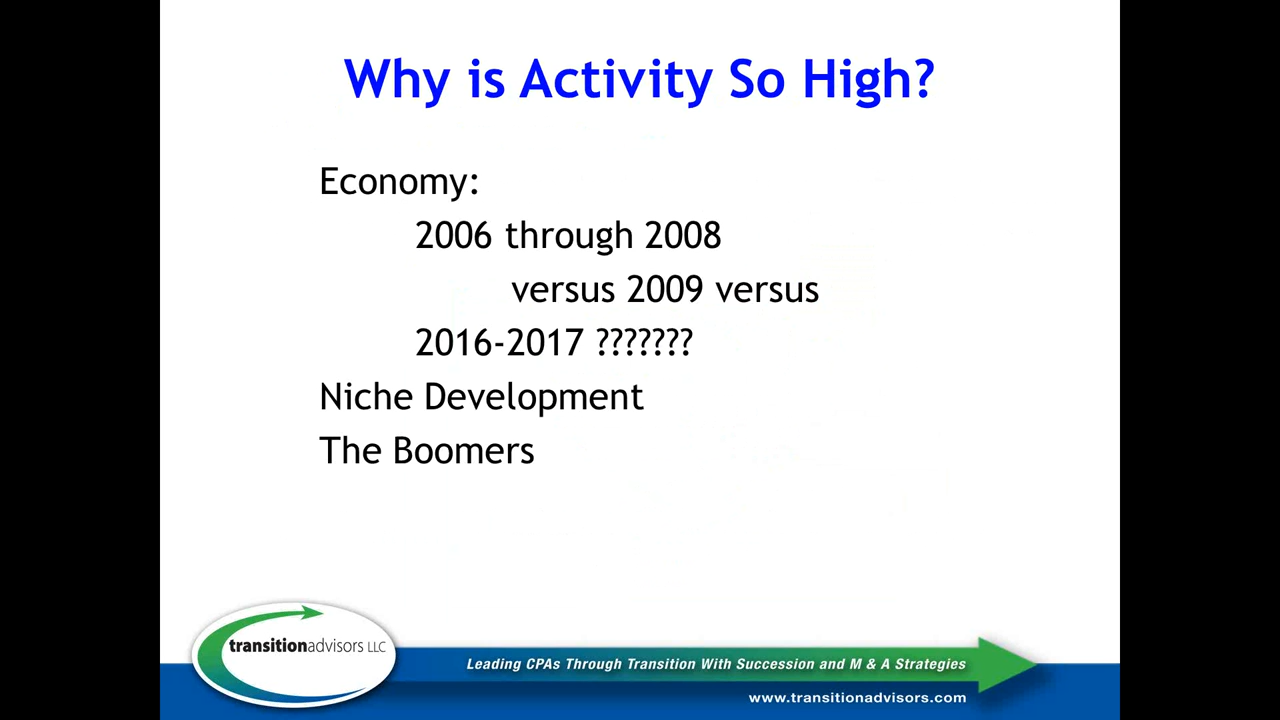 Why is Activity So High?
Economy:
2006 through 2008
versus 2009 versus
2016-2017 ???????
Niche Development
The Boomers
transitionadvisors LLC
Leading CPAs Through Transition With Succession and M & A Strategies
www.transitionadvisors.com